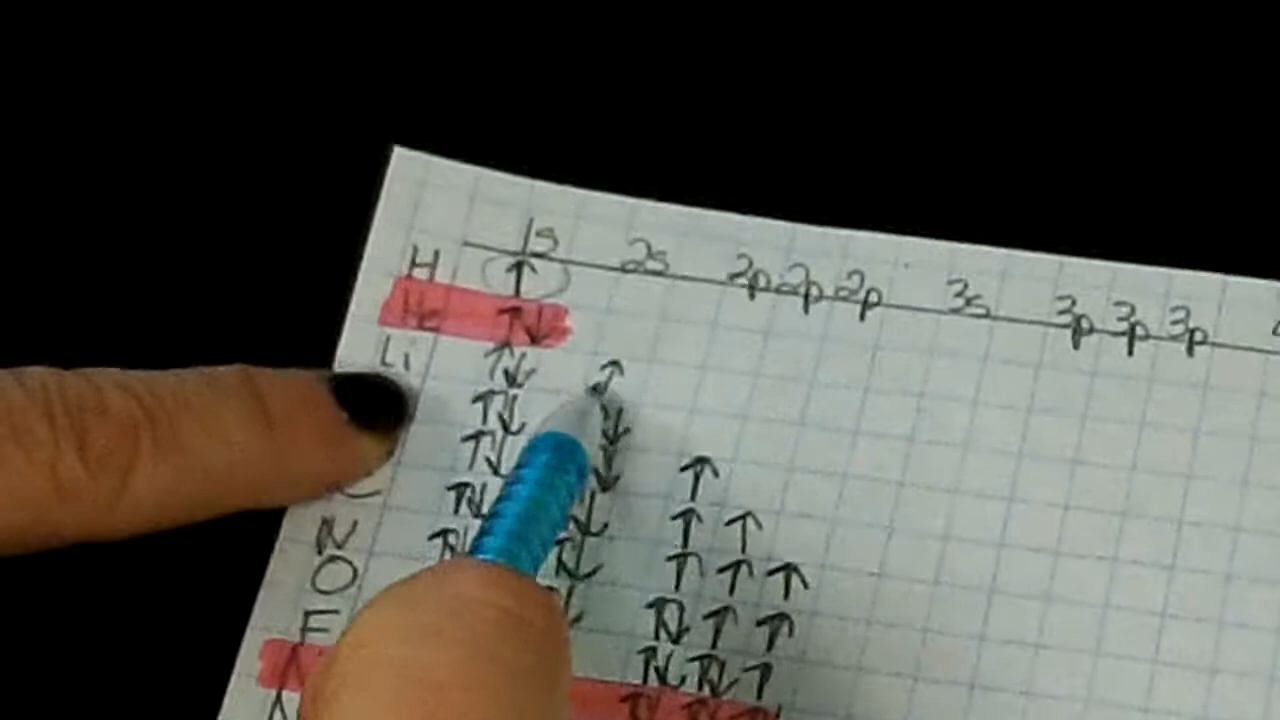 1s 2s 2p 2p 2p 3s 3p 3p 3p
H ↑
He ↑↓
Li ↑↓ ↑
↑↓ ↓
↑↓ ↓ ↑
↑↓ ↓ ↑ ↑
N ↑↓ ↑↓ ↑ ↑ ↑
O ↑↓ ↑ ↑
F ↑↓ ↑↓ ↑
↑↓ ↑↓ ↑↓